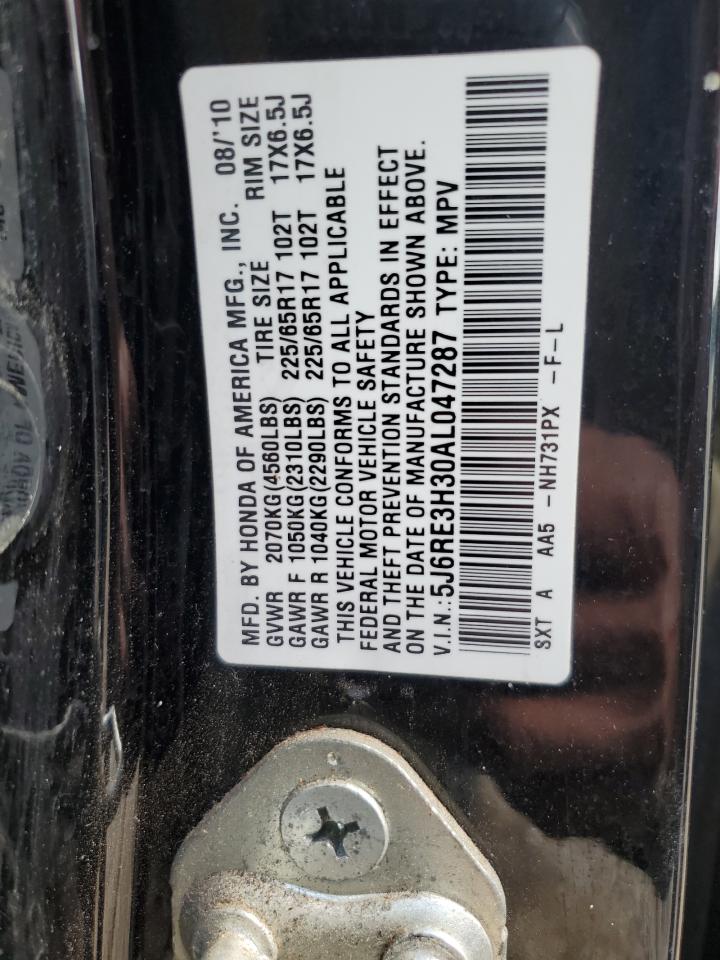 MFD. BY HONDA OF AMERICA MFG., INC. 08/'10
GVWR 2070KG(4560LBS) TIRE SIZE RIM SIZE
GAWR F 1050KG(2310LBS) 225/65R17 102T 17X6.5J
GAWR R 1040KG(2290LBS) 225/65R17 102T 17X6.5J
THIS VEHICLE CONFORMS TO ALL APPLICABLE
FEDERAL MOTOR VEHICLE SAFETY
AND THEFT PREVENTION STANDARDS IN EFFECT
ON THE DATE OF MANUFACTURE SHOWN ABOVE.
V.I.N.:5J6RE3H30AL047287 TYPE: MPV
SXT A AA5 -NH731PX -F-L